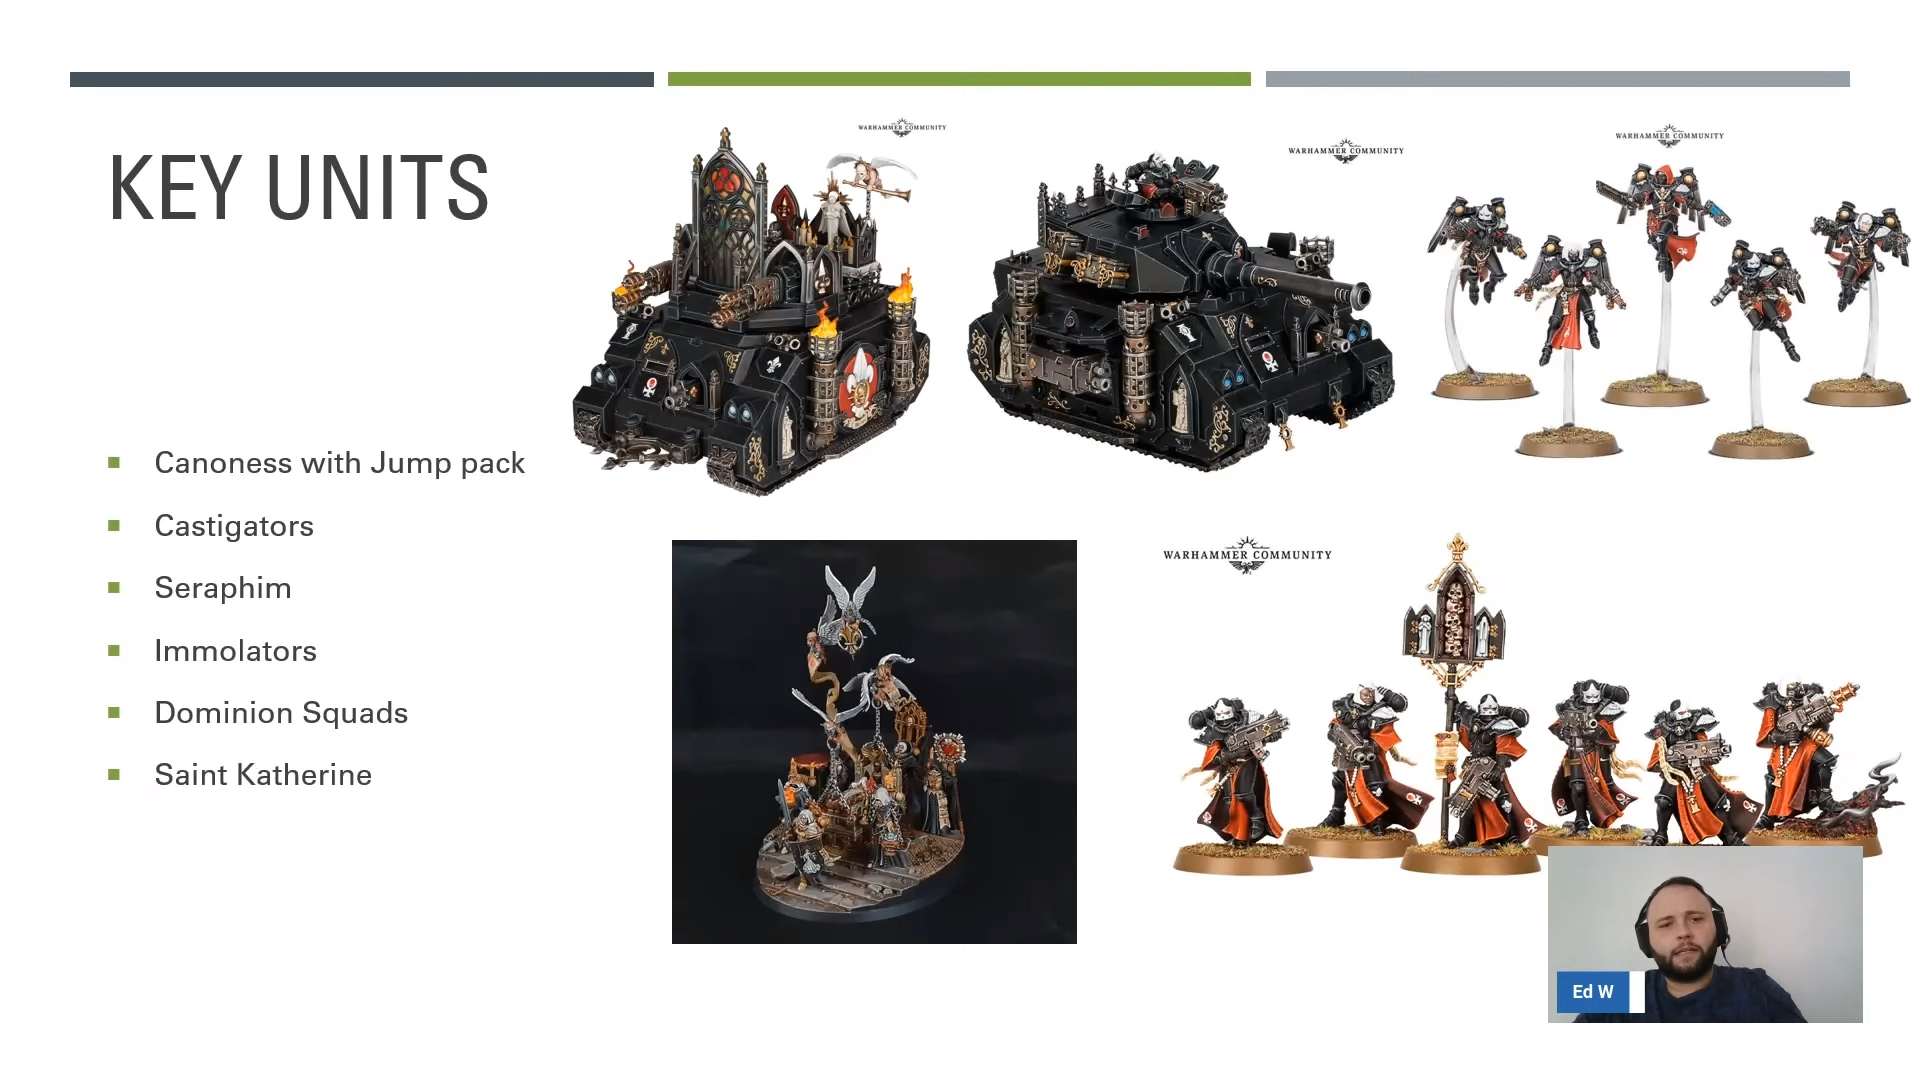 KEY UNITS
Canoness with Jump pack
Castigators
Seraphim
Immolators
Dominion Squads
Saint Katherine
WARHAMMER COMMUNITY
WARHAMMER COMMUNITY
WARHAMMER COMMUNITY
WARHAMMER COMMUNITY
Ed W